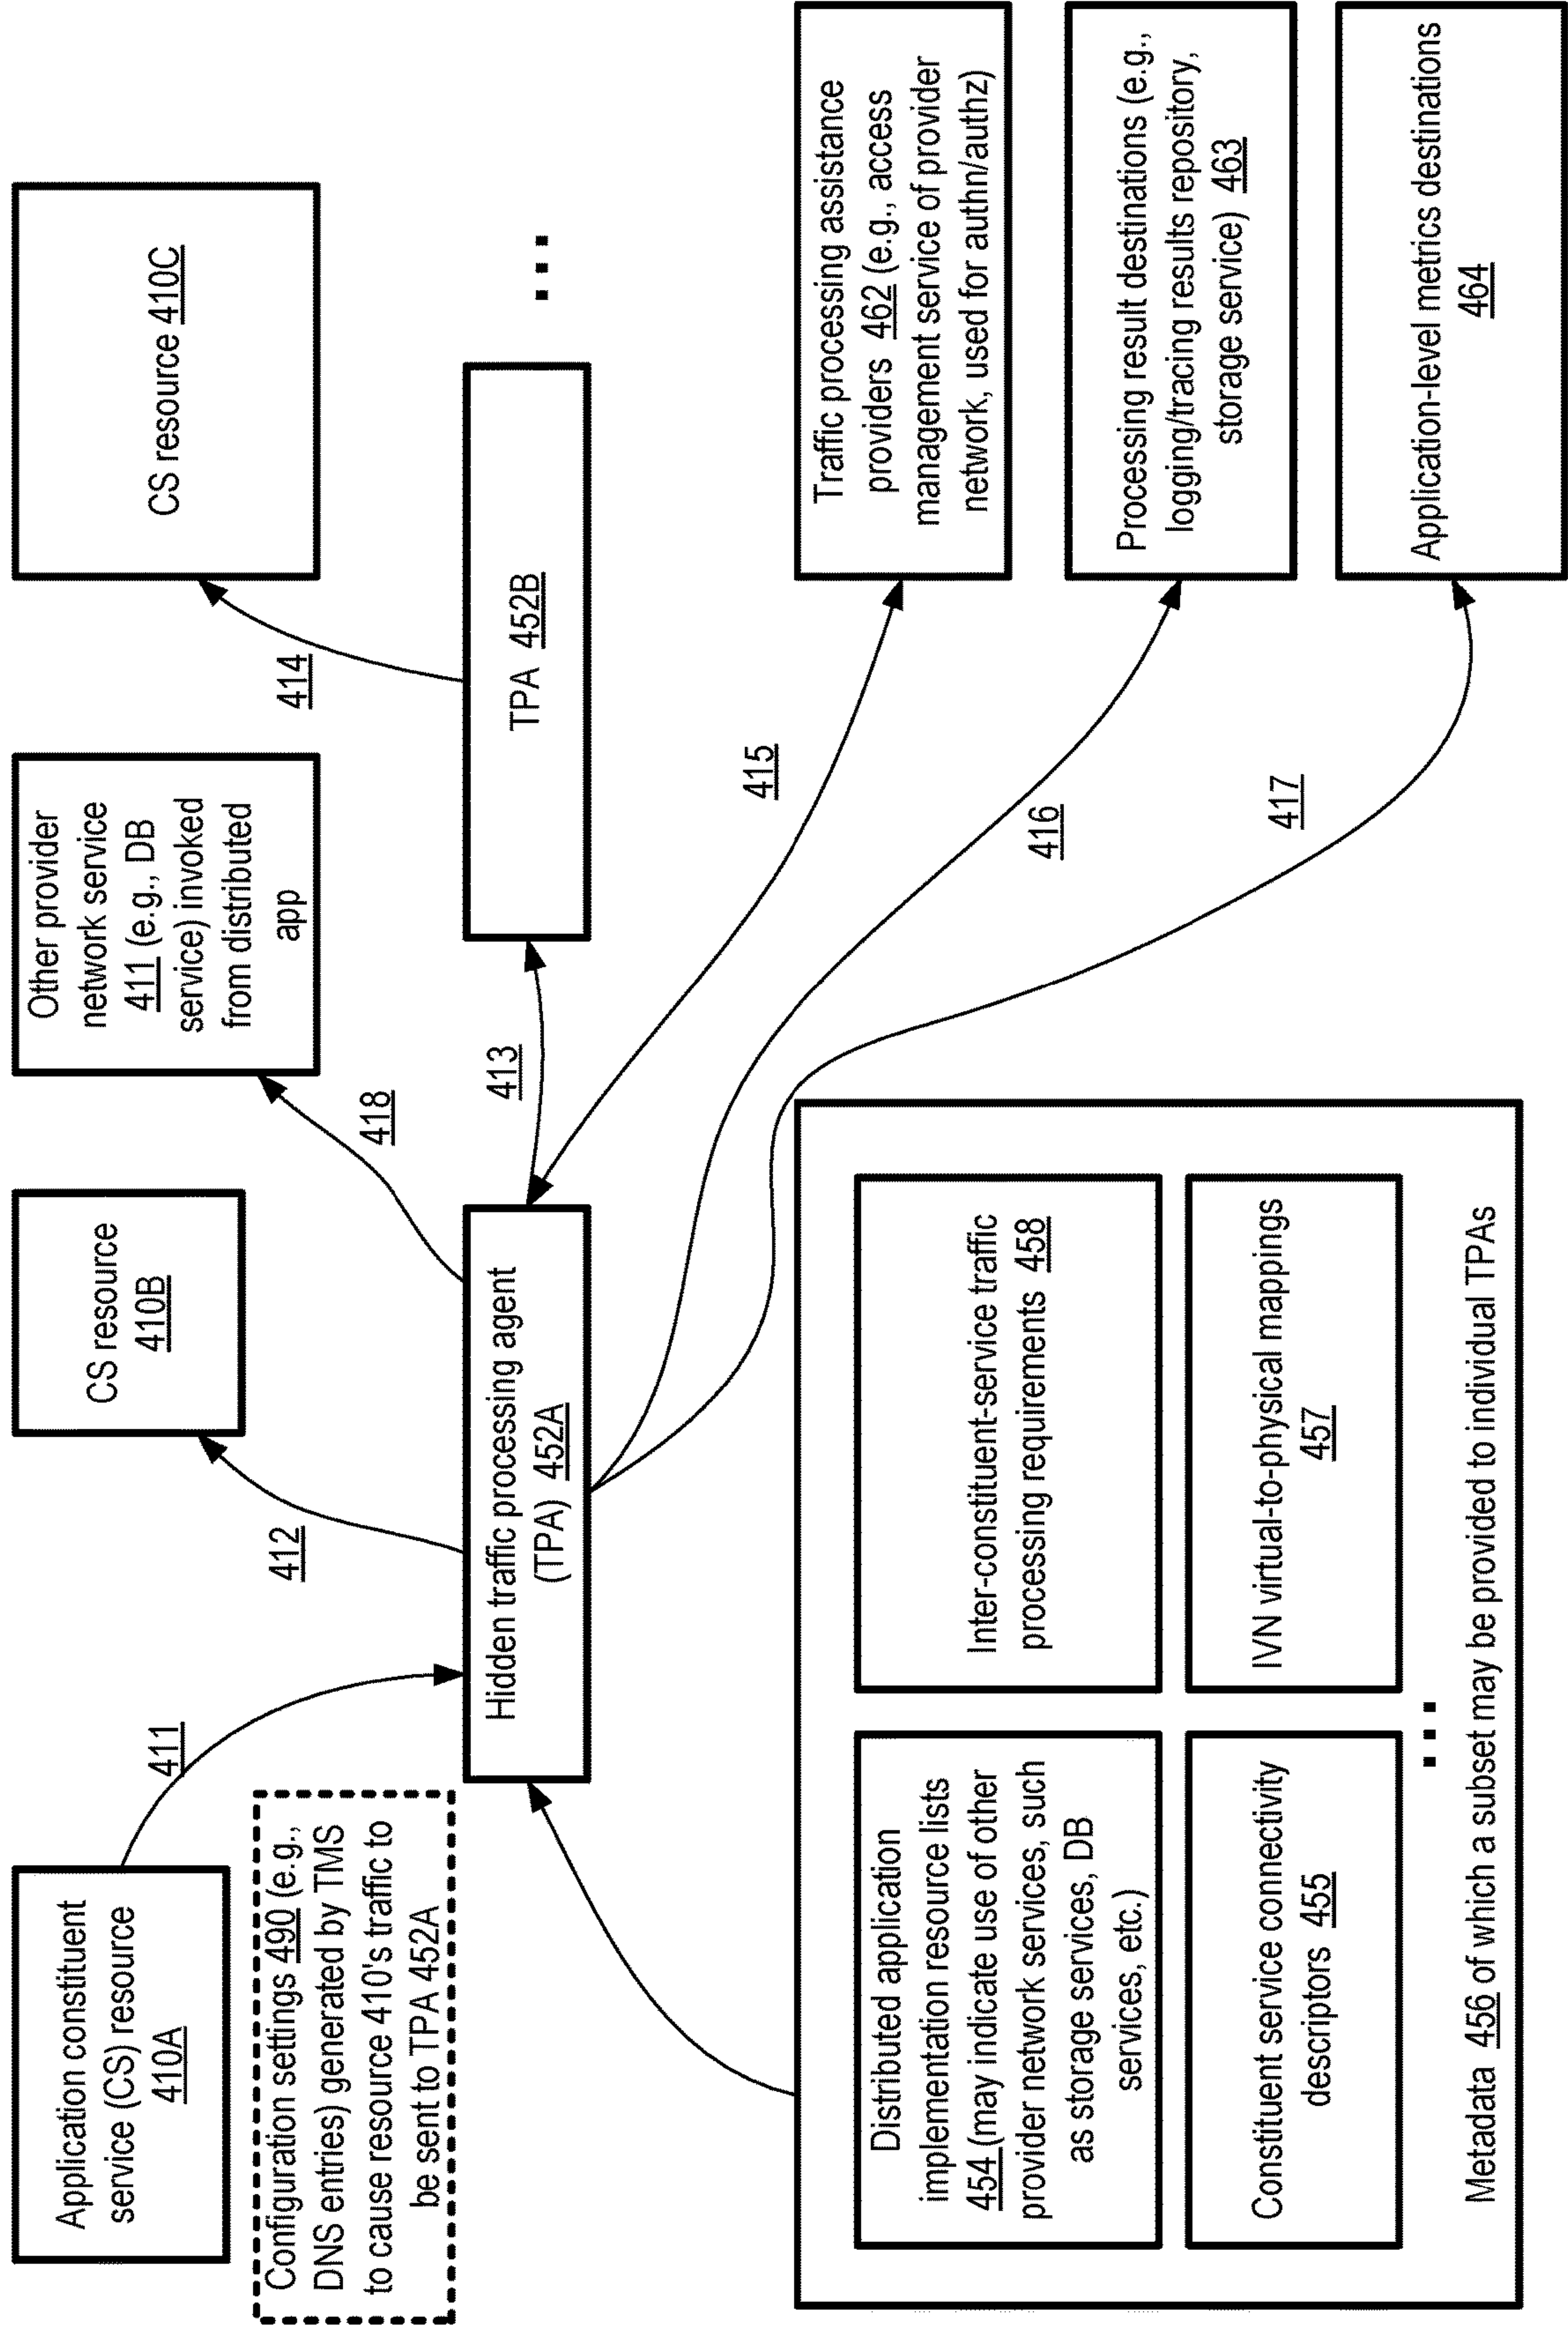 Application constituent
service (CS) resource
410A
Configuration settings 490 (e.g.,
DNS entries) generated by TMS
to cause resource 410's traffic to
be sent to TPA 452A
411
CS resource
410B
412
Other provider
network service
411 (e.g., DB
service) invoked
from distributed
app
418
CS resource 410C
414
Hidden traffic processing agent
(TPA) 452A
413
TPA 452B
...
415
416
417
Traffic processing assistance
providers 462 (e.g., access
management service of provider
network, used for authn/authz)
Processing result destinations (e.g.,
logging/tracing results repository,
storage service) 463
Application-level metrics destinations
464
Distributed application
implementation resource lists
454 (may indicate use of other
provider network services, such
as storage services, DB
services, etc.)
Inter-constituent-service traffic
processing requirements 458
Constituent service connectivity
descriptors 455
IVN virtual-to-physical mappings
457
...
Metadata 456 of which a subset may be provided to individual TPAs